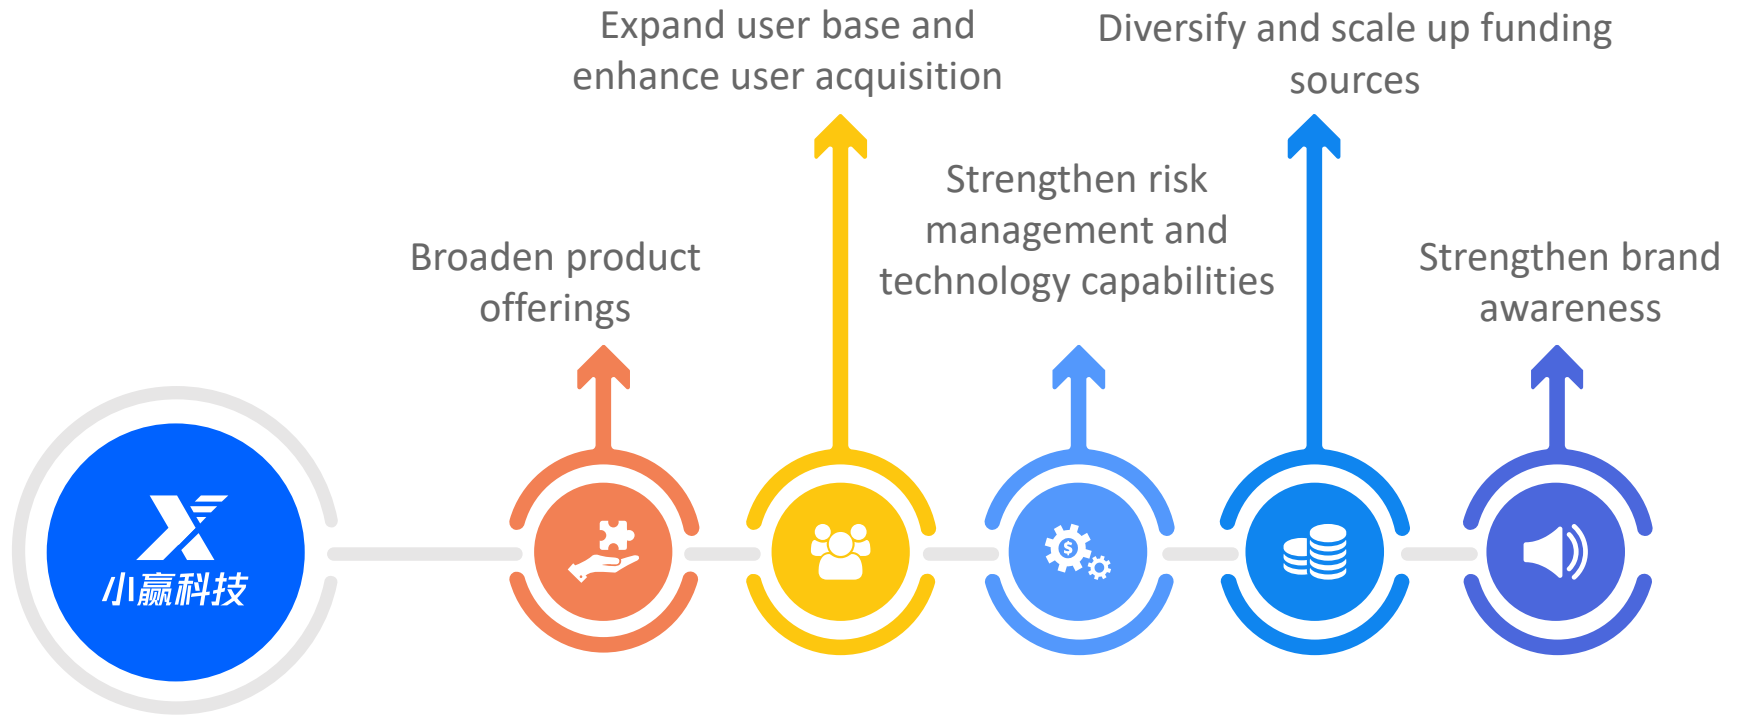 Expand user base and
enhance user acquisition
Diversify and scale up funding
sources
Strengthen risk
management and
technology capabilities
Broaden product
offerings
Strengthen brand
awareness
X
小赢科技
$